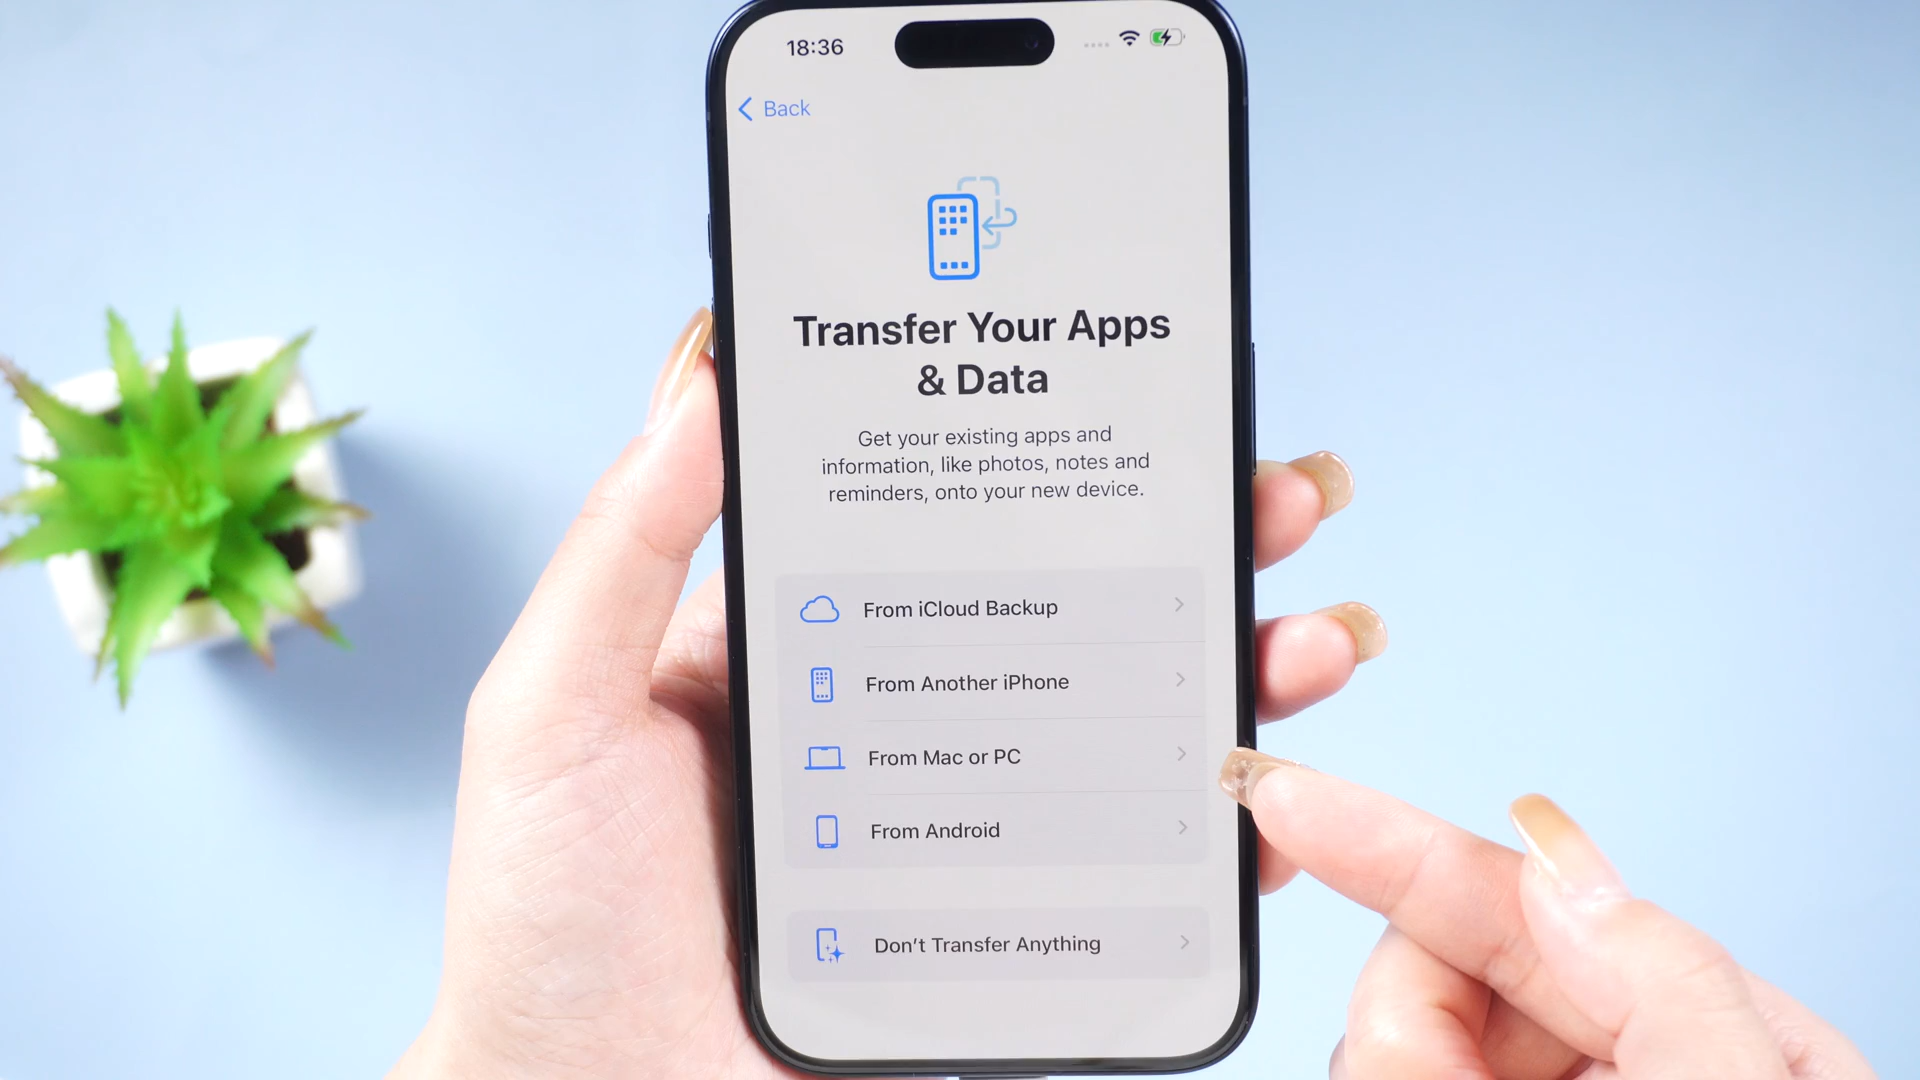 18:36
Back
Transfer Your Apps
& Data
Get your existing apps and
information, like photos, notes and
reminders, onto your new device.
From iCloud Backup
From Another iPhone
From Mac or PC
From Android
Don’t Transfer Anything